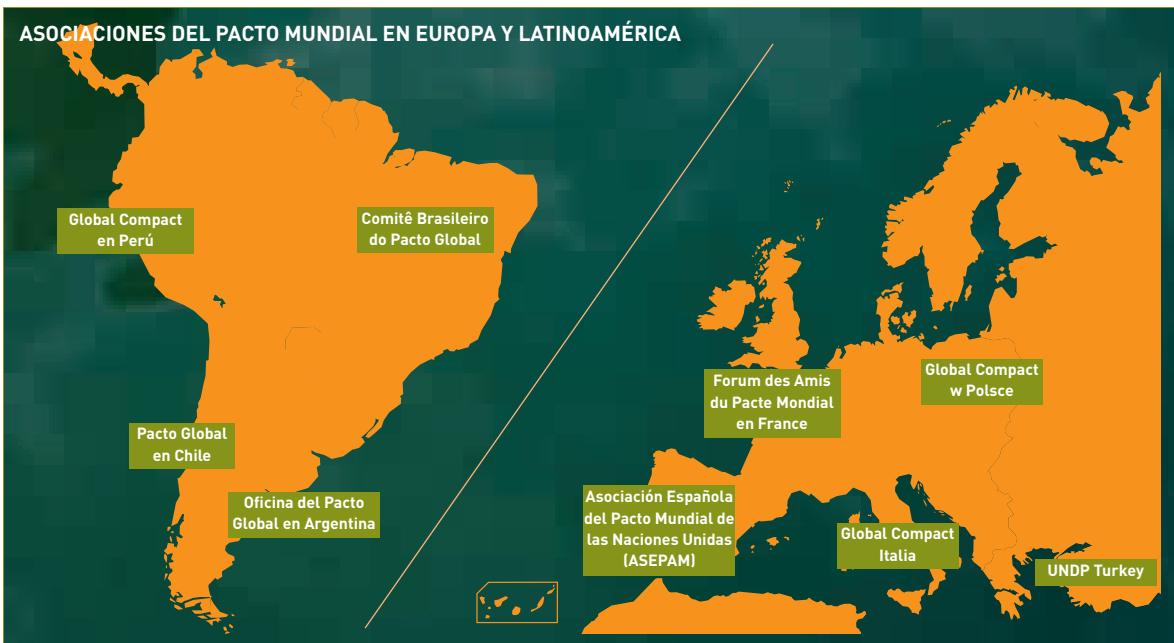 ASOCIACIONES DEL PACTO MUNDIAL EN EUROPA Y LATINOAMÉRICA
Global Compact
en Perú
Comitê Brasileiro
do Pacto Global
Pacto Global
en Chile
Oficina del Pacto
Global en Argentina
Forum des Amis
du Pacte Mondial
en France
Global Compact
w Polsce
Asociación Española
del Pacto Mundial de
las Naciones Unidas
(ASEPAM)
Global Compact
Italia
UNDP Turkey